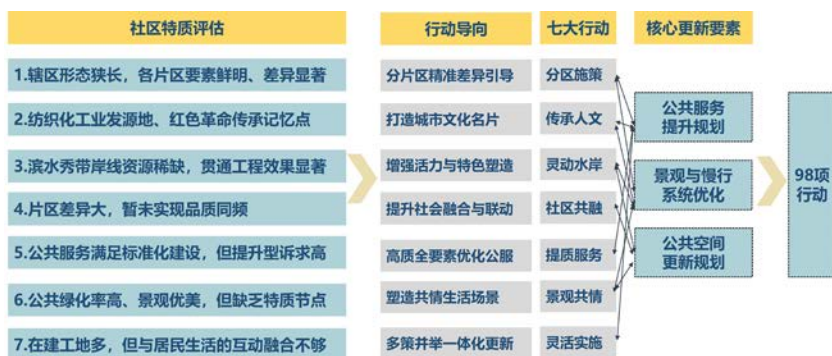 社区特质评估
行动导向
七大行动
核心更新要素
1.辖区形态狭长，各片区要素鲜明、差异显著
分片区精准差异引导
分区施策
2.纺织化工业发源地、红色革命传承记忆点
打造城市文化名片
传承人文
3.滨水秀带岸线资源稀缺，贯通工程效果显著
增强活力与特色塑造
灵动水岸
4.片区差异大，暂未实现品质同频
提升社会融合与联动
社区共融
5.公共服务满足标准化建设，但提升型诉求高
高质全要素优化公服
提质服务
6.公共绿化率高、景观优美，但缺乏特质节点
塑造共情生活场景
景观共情
7.在建工地多，但与居民生活的互动融合不够
多策并举一体化更新
灵活实施
公共服务
提升规划
景观与慢行
系统优化
公共空间
更新规划
98项
行动